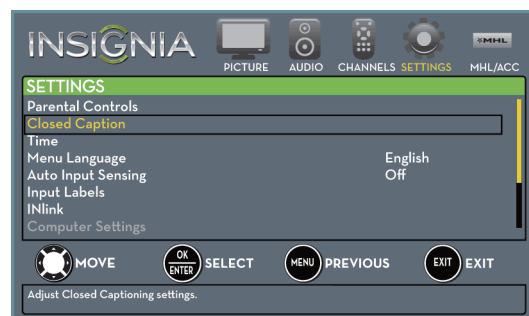 INSIGNIA
PICTURE AUDIO CHANNELS SETTINGS MHL MHL/ACC
SETTINGS
Parental Controls
Closed Caption
Time
Menu Language English
Auto Input Sensing Off
Input Labels
INlink
Computer Settings
MOVE OK ENTER SELECT MENU PREVIOUS EXIT EXIT
Adjust Closed Captioning settings.